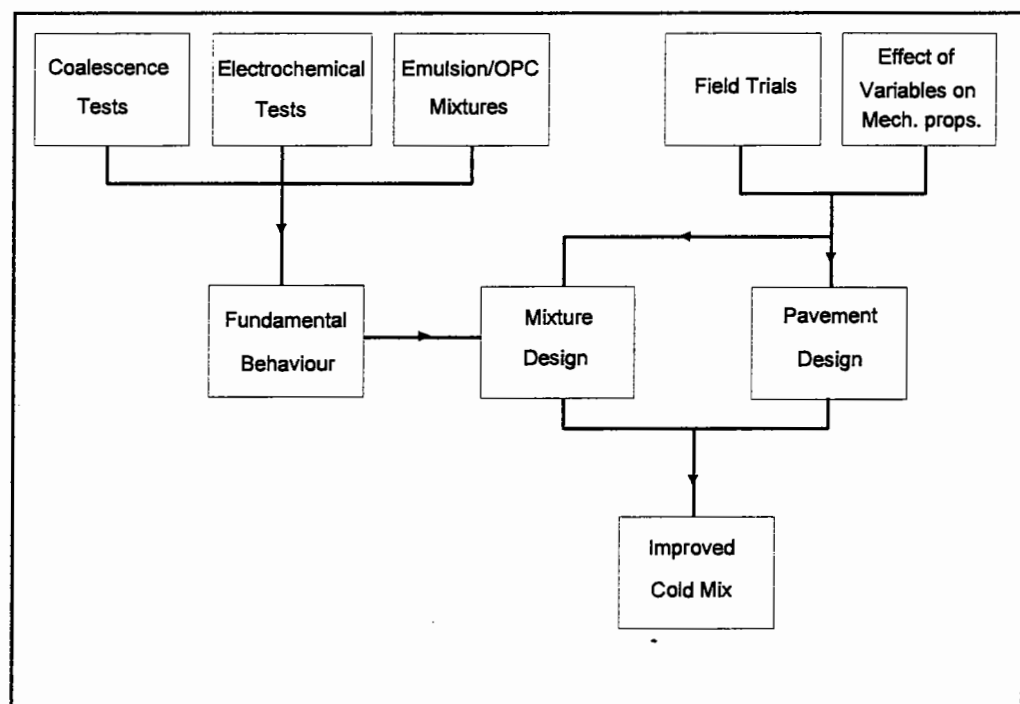 Coalescence
Tests
Electrochemical
Tests
Emulsion/OPC
Mixtures
Field Trials
Effect of
Variables on
Mech. props.
Fundamental
Behaviour
Mixture
Design
Pavement
Design
Improved
Cold Mix